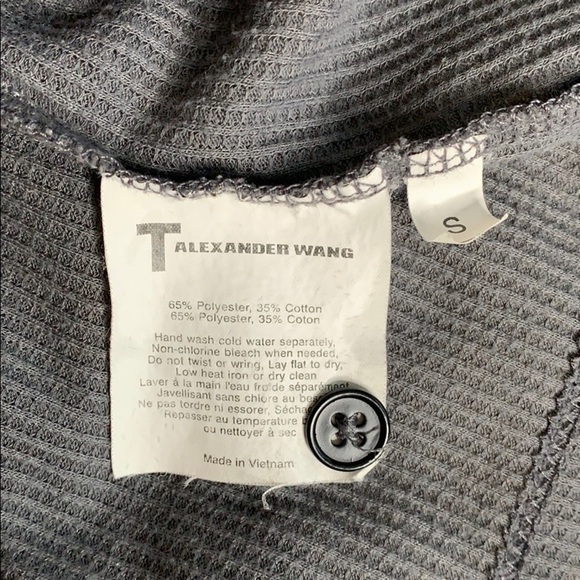 T ALEXANDER WANG
S
65% Polyester, 35% Cotton
65% Polyester, 35% Coton
Hand wash cold water separately,
Non-chlorine bleach when needed,
Do not twist or wring, Lay flat to dry,
Low heat iron or dry clean
Laver à la main l'eau froide séparément
Javellisant sans chlore au
Ne pas tordre ni essorer,
Repasser au temperature
ou nettoyer à sec
Made in Vietnam